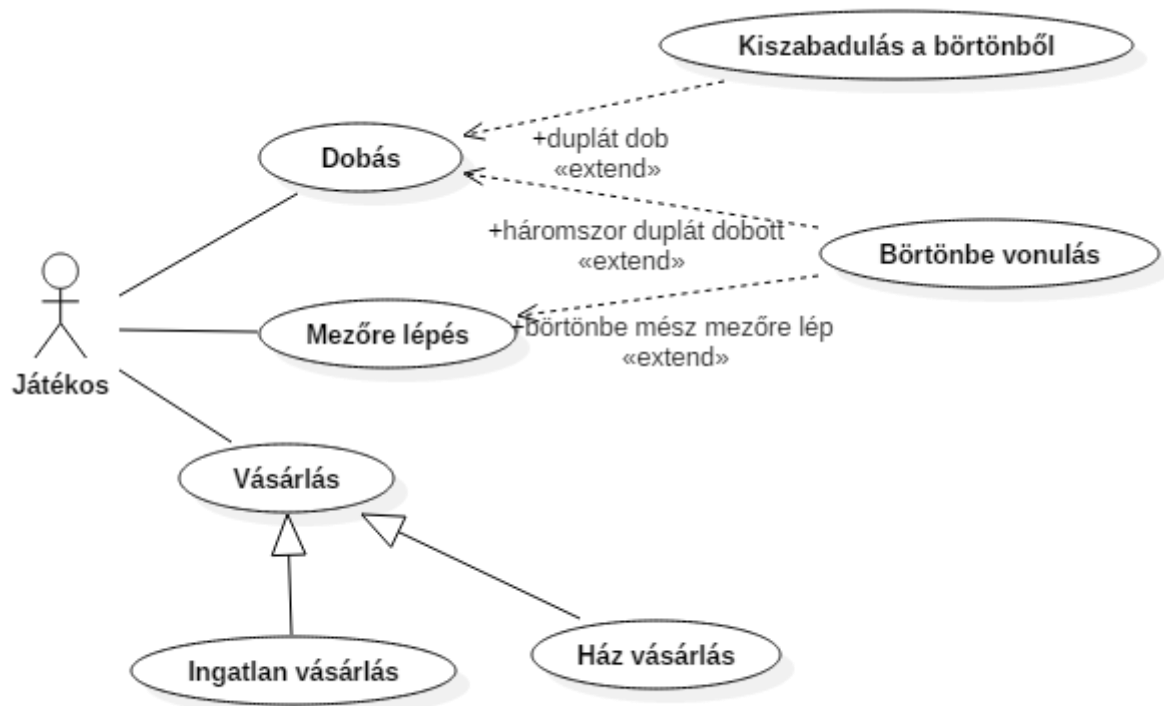 Kiszabadulás a börtönből
+duplát dob
«extend»
Dobás
+háromszor duplát dobott
«extend»
Börtönbe vonulás
Játékos
Mezőre lépés
+börtönbe mész mezőre lép
«extend»
Vásárlás
Ingatlan vásárlás
Ház vásárlás